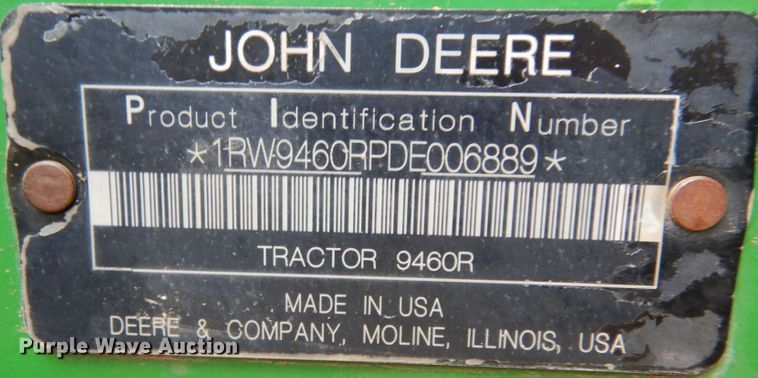 JOHN DEERE
Product Identification Number
*1RW9460RPDE006889*
TRACTOR 9460R
MADE IN USA
DEERE & COMPANY, MOLINE, ILLINOIS, USA
Purple Wave Auction